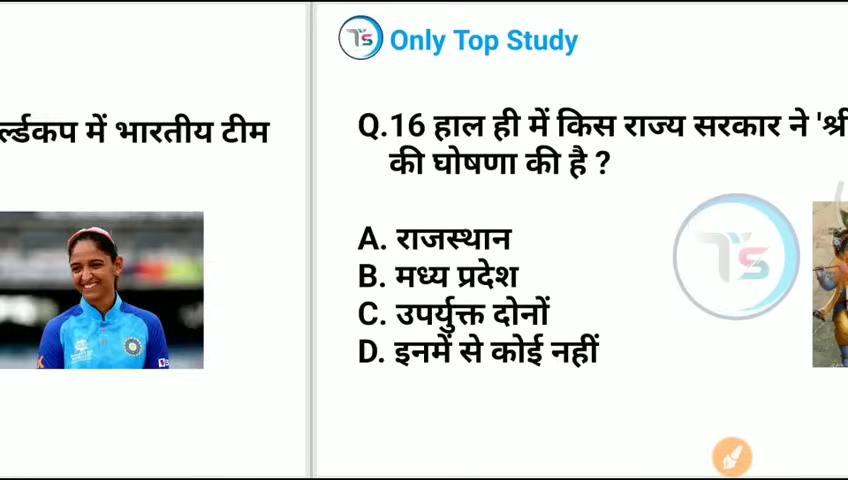 र्ल्डकप में भारतीय टीम
Only Top Study
Q.16 हाल ही में किस राज्य सरकार ने 'श्री
की घोषणा की है ?
A. राजस्थान
B. मध्य प्रदेश
C. उपर्युक्त दोनों
D. इनमें से कोई नहीं